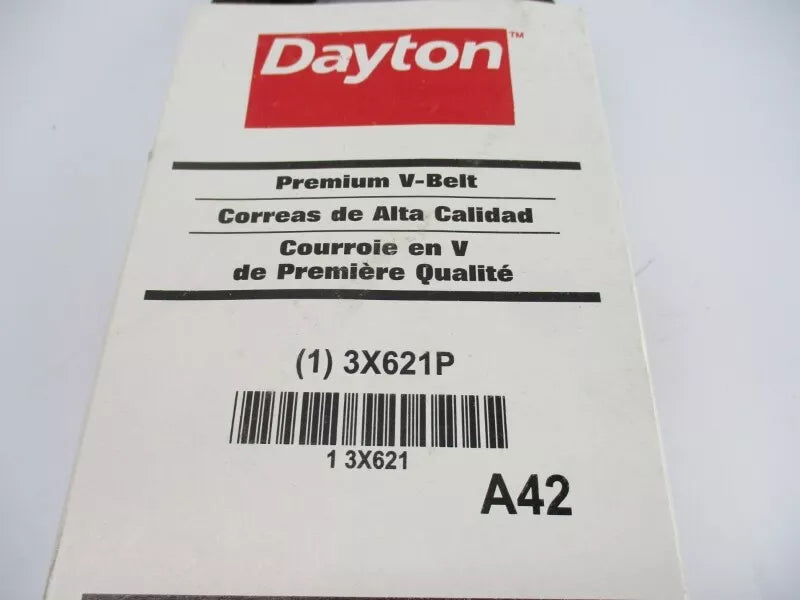 Dayton™
Premium V-Belt
Correas de Alta Calidad
Courroie en V
de Première Qualité
(1) 3X621P
1 3X621
A42